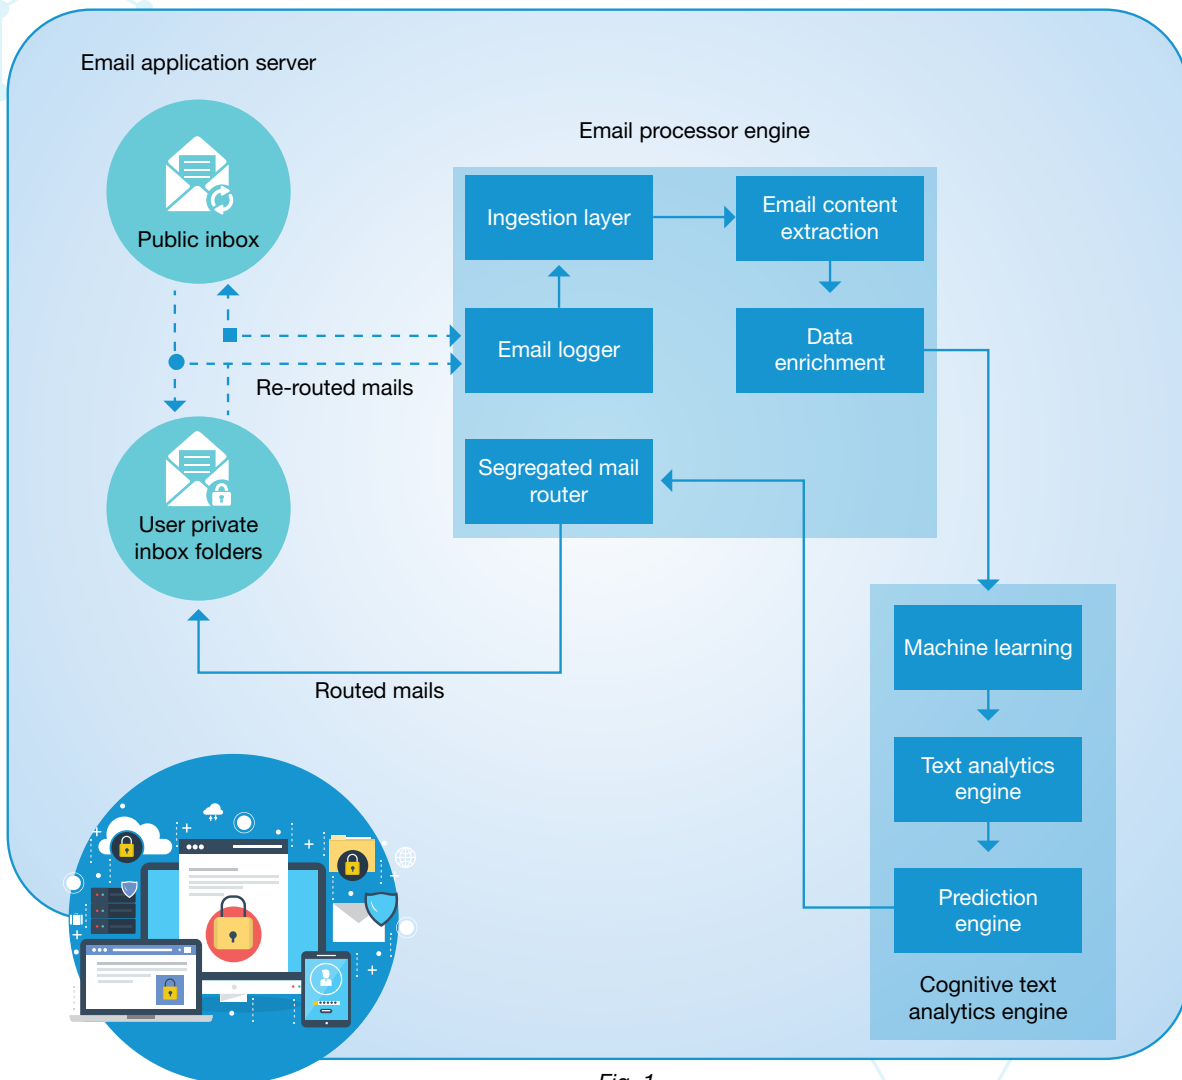 Email application server
Public inbox
Email processor engine
Ingestion layer
Email content
extraction
Email logger
Data
enrichment
Re-routed mails
Segregated mail
router
User private
inbox folders
Routed mails
Machine learning
Text analytics
engine
Prediction
engine
Cognitive text
analytics engine
Fig. 1